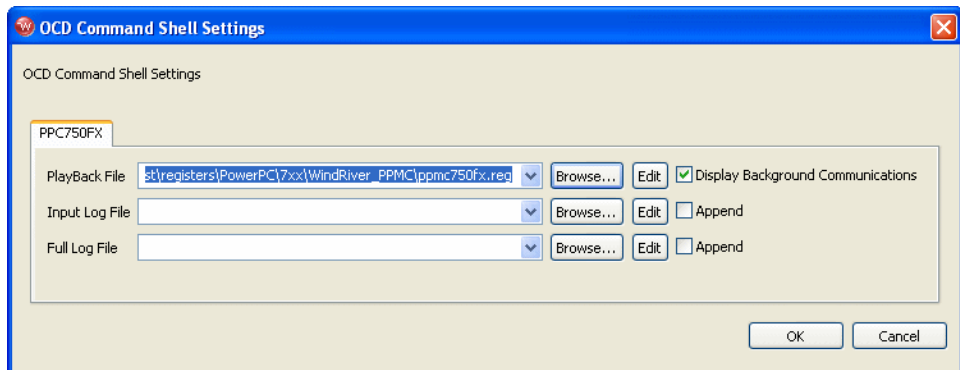 OCD Command Shell Settings
OCD Command Shell Settings
PPC750FX
PlayBack File st\registers\PowerPC\7xx\WindRiver_PPMC\ppmc750fx.reg Browse... Edit Display Background Communications
Input Log File Browse... Edit Append
Full Log File Browse... Edit Append
OK Cancel